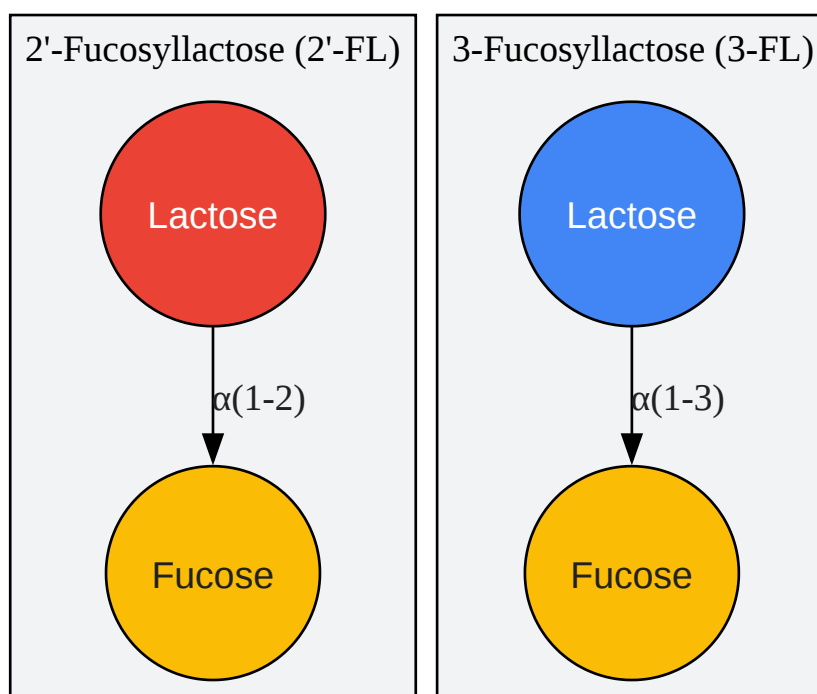 2'-Fucosyllactose (2'-FL)
Lactose
α(1-2)
Fucose
3-Fucosyllactose (3-FL)
Lactose
α(1-3)
Fucose